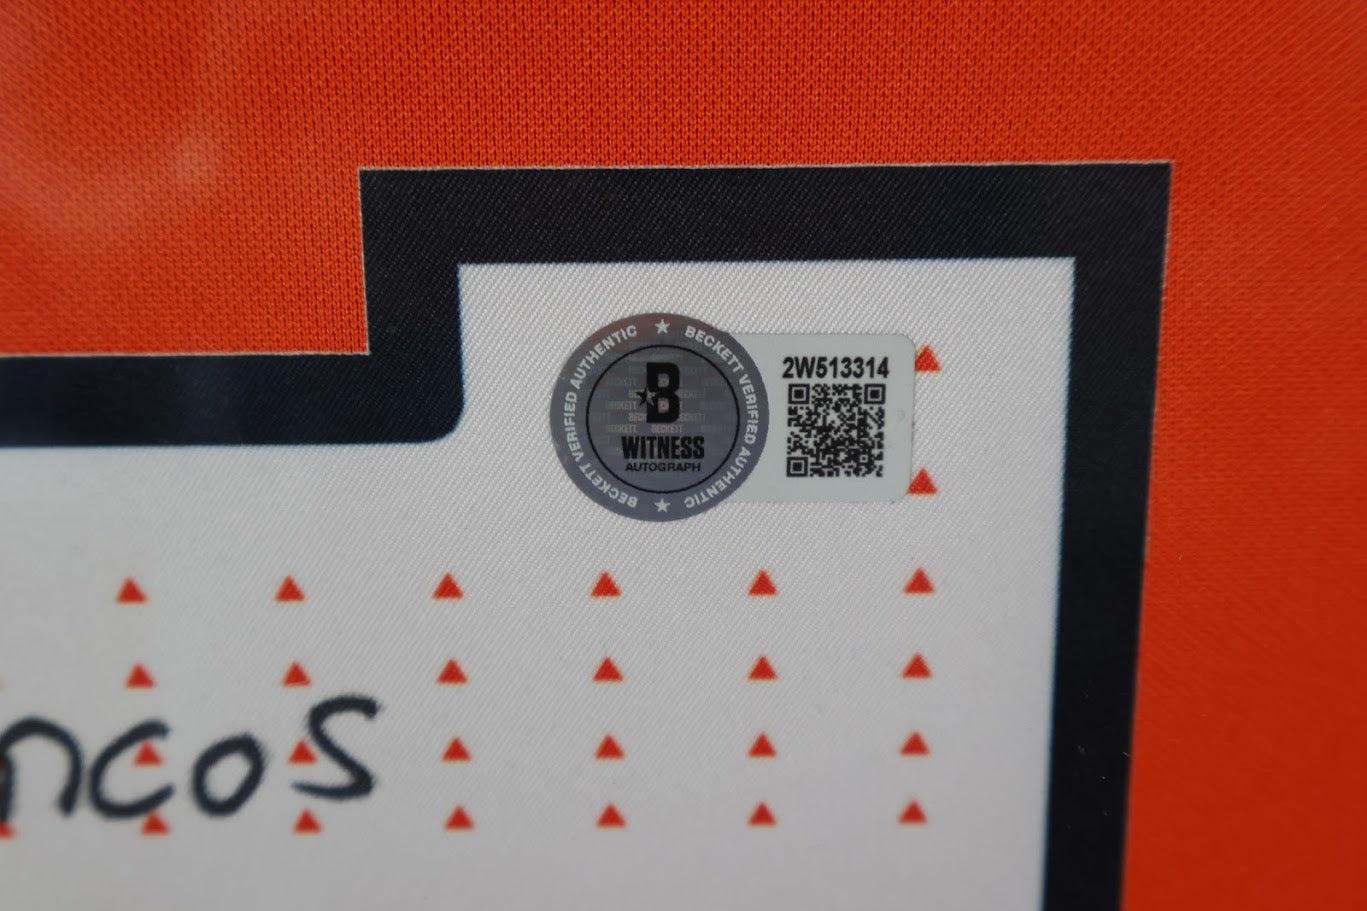 BECKETT VERIFIED AUTHENTIC ★ BECKETT VERIFIED AUTHENTIC ★
B
WITNESS
AUTOGRAPH
2W513314
ncos